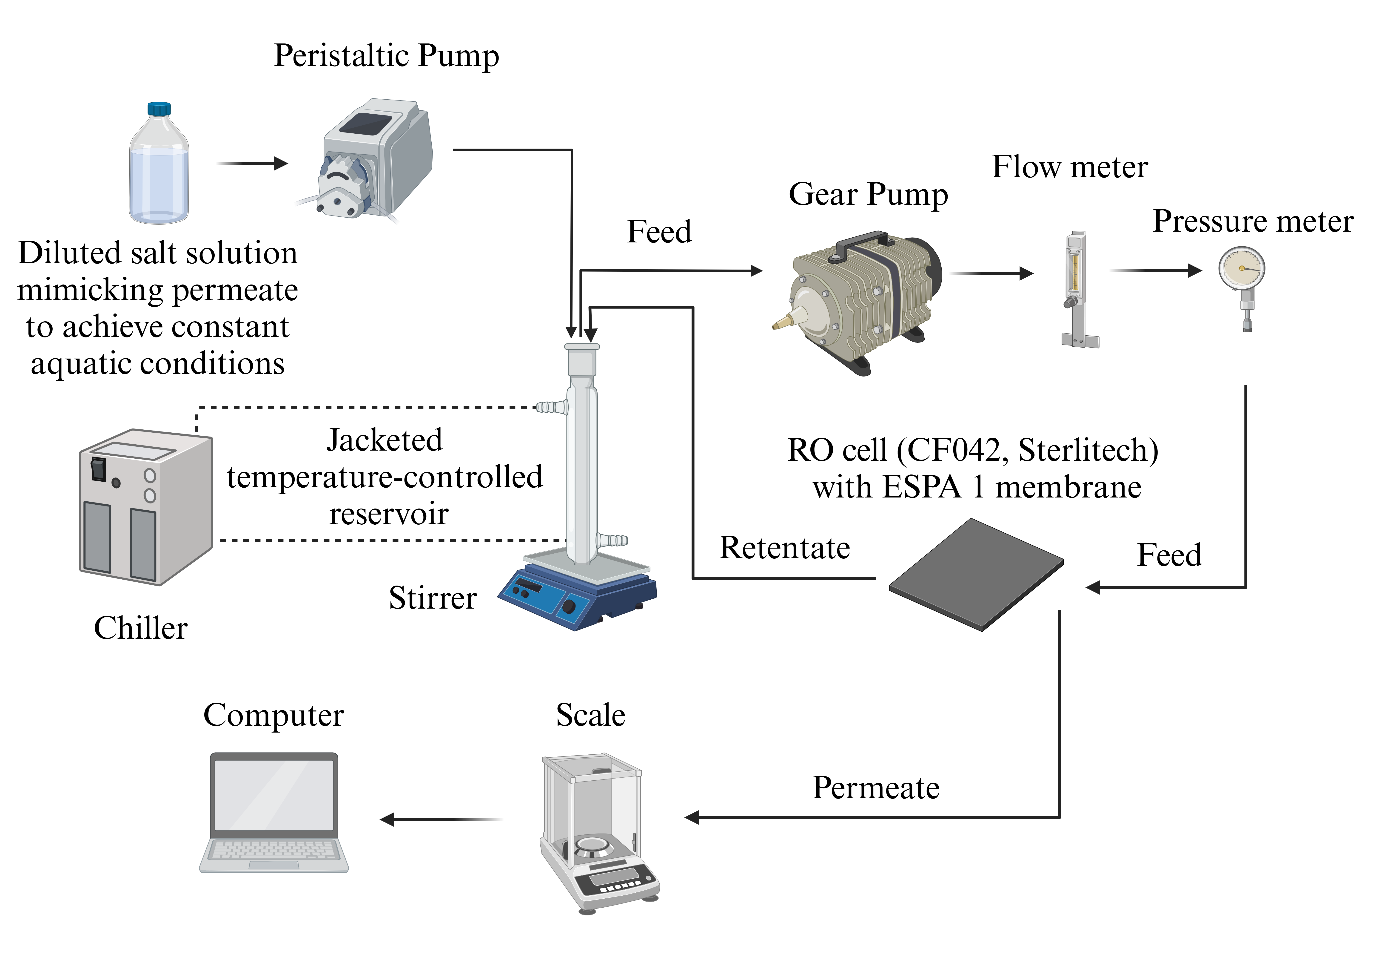 Peristaltic Pump
Flow meter
Gear Pump
Pressure meter
Feed
Diluted salt solution
mimicking permeate
to achieve constant
aquatic conditions
Jacketed
temperature-controlled
reservoir
RO cell (CF042, Sterlitech)
with ESPA 1 membrane
Retentate
Feed
Stirrer
Chiller
Computer
Scale
Permeate